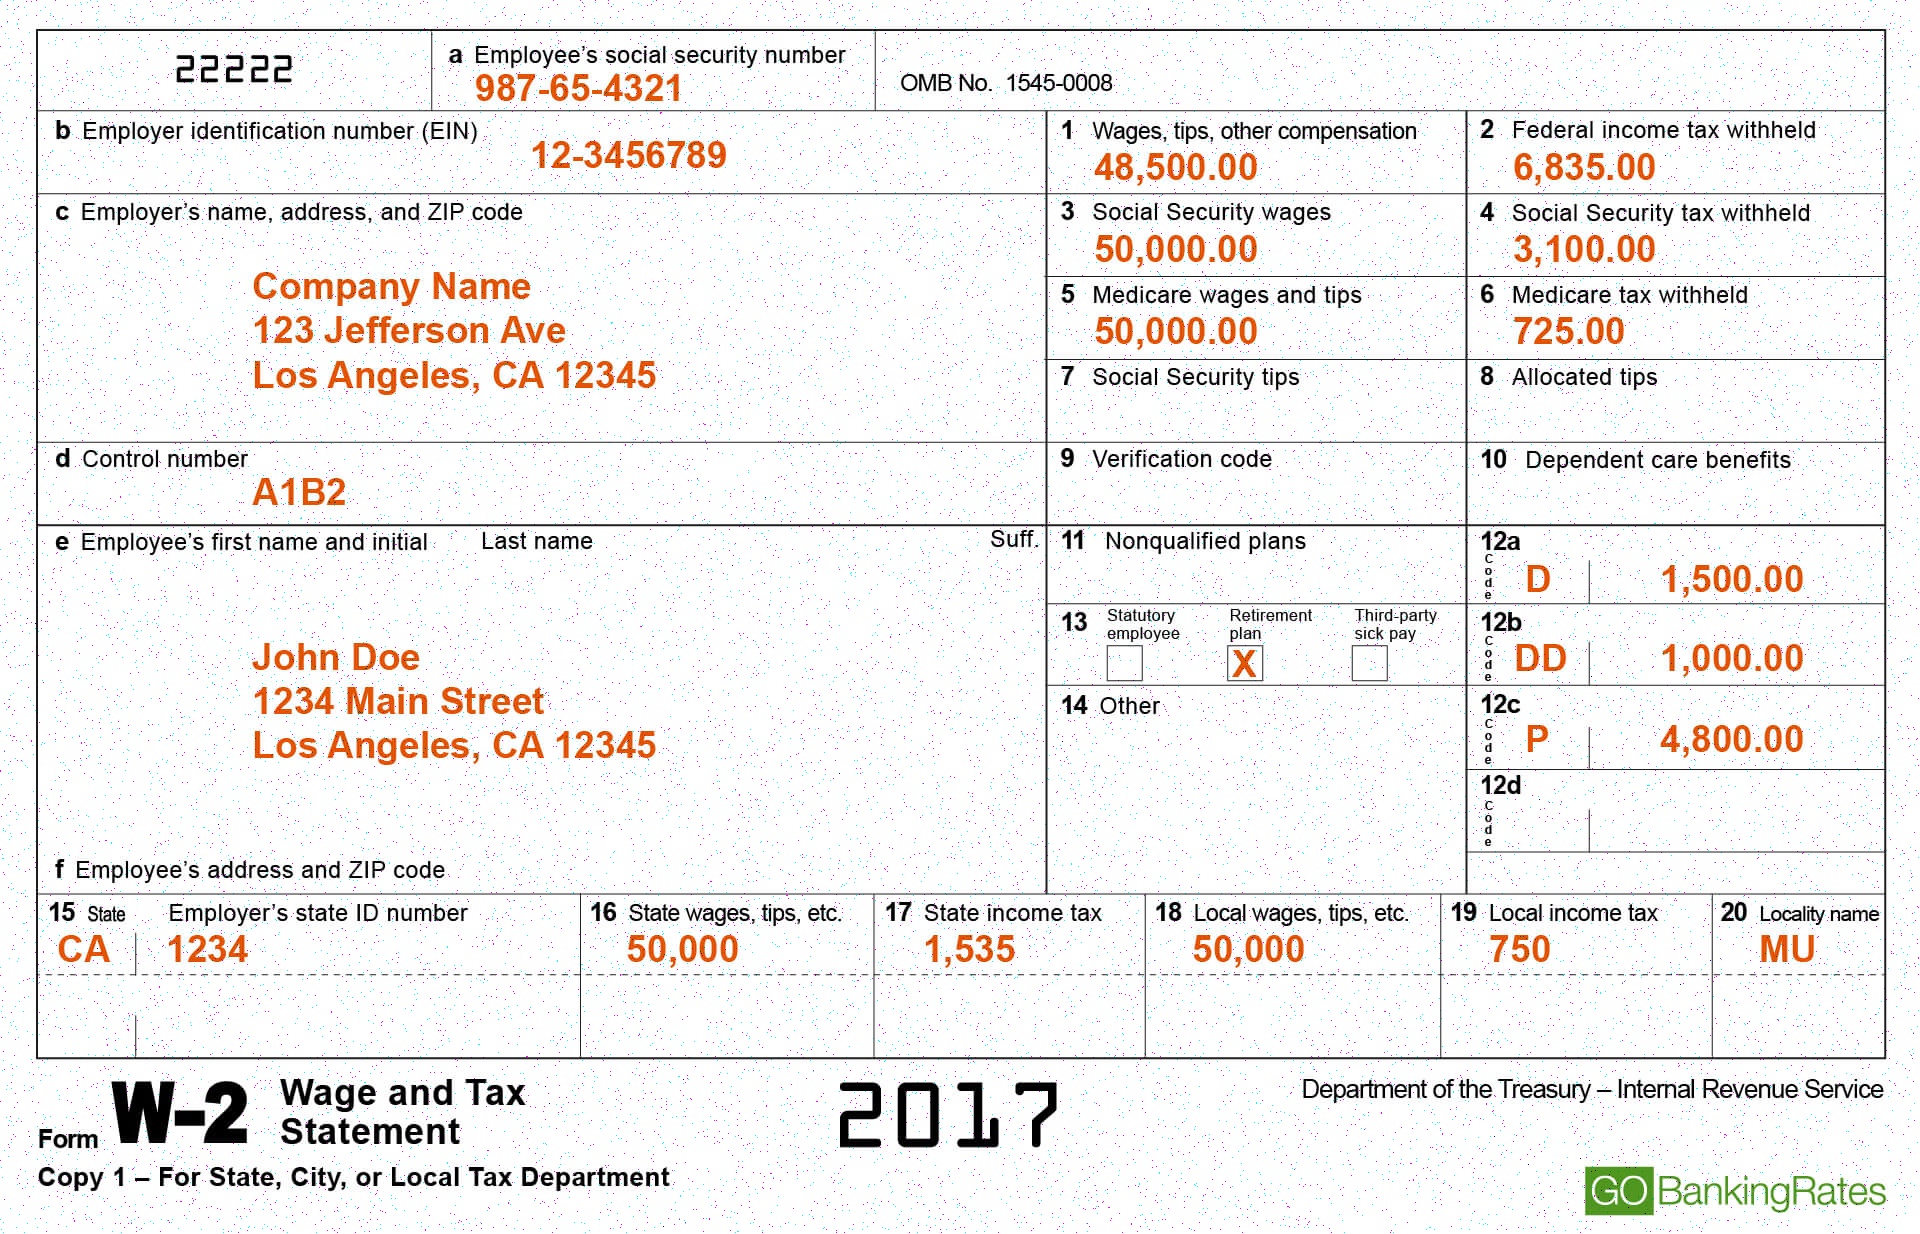 22222
a Employee's social security number
987-65-4321
OMB No. 1545-0008
b Employer identification number (EIN)
12-3456789
1 Wages, tips, other compensation
48,500.00
2 Federal income tax withheld
6,835.00
c Employer's name, address, and ZIP code
Company Name
123 Jefferson Ave
Los Angeles, CA 12345
3 Social Security wages
50,000.00
4 Social Security tax withheld
3,100.00
5 Medicare wages and tips
50,000.00
6 Medicare tax withheld
725.00
7 Social Security tips
8 Allocated tips
d Control number
A1B2
9 Verification code
10 Dependent care benefits
e Employee's first name and initial Last name Suff.
John Doe
1234 Main Street
Los Angeles, CA 12345
f Employee's address and ZIP code
11 Nonqualified plans
12a
Code
D 1,500.00
13 Statutory employee
Retirement plan
X
Third-party sick pay
12b
Code
DD 1,000.00
14 Other
12c
Code
P 4,800.00
12d
Code
15 State Employer's state ID number
CA 1234
16 State wages, tips, etc.
50,000
17 State income tax
1,535
18 Local wages, tips, etc.
50,000
19 Local income tax
750
20 Locality name
MU
Form W-2 Wage and Tax
Statement
2017
Department of the Treasury – Internal Revenue Service
Copy 1 – For State, City, or Local Tax Department
GOBankingRates